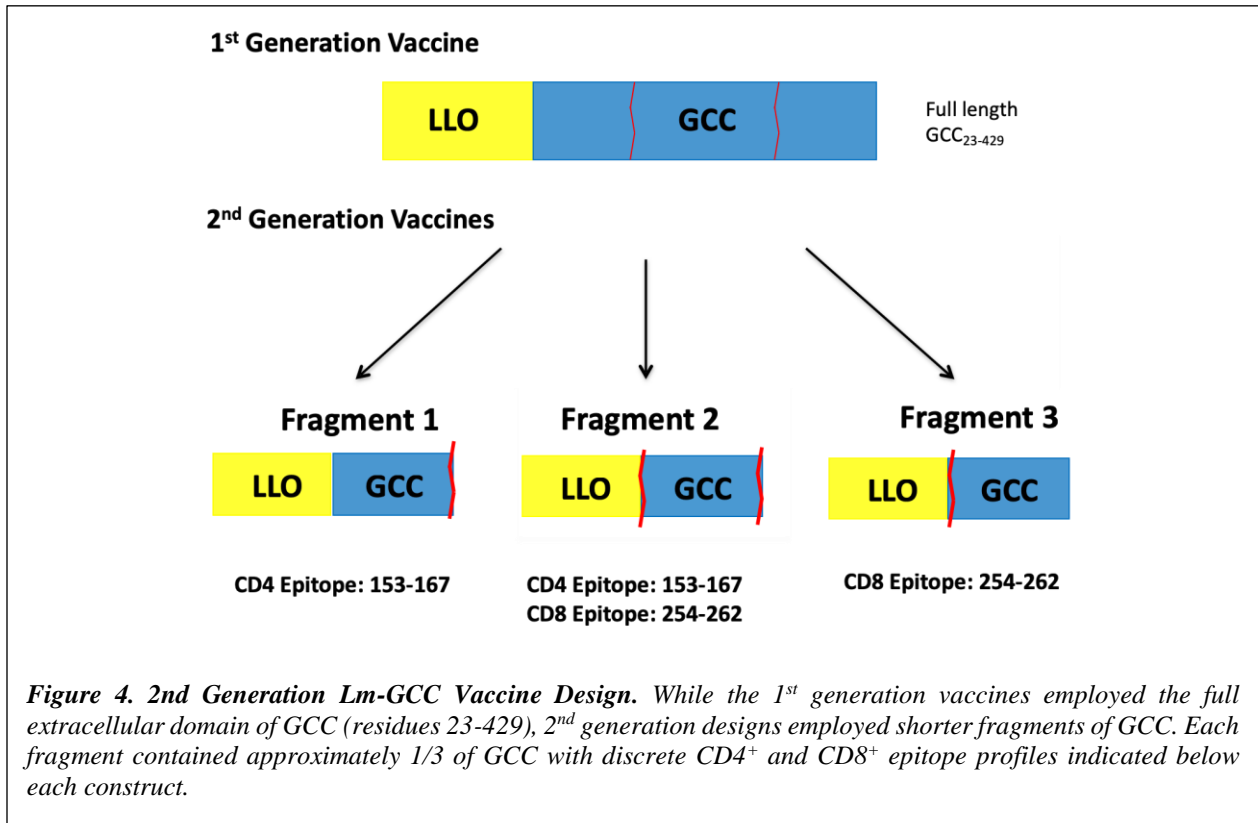 1st Generation Vaccine
LLO
GCC
Full length
GCC23-429
2nd Generation Vaccines
Fragment 1
Fragment 2
Fragment 3
LLO GCC
LLO GCC
LLO GCC
CD4 Epitope: 153-167
CD4 Epitope: 153-167
CD8 Epitope: 254-262
CD8 Epitope: 254-262
Figure 4. 2nd Generation Lm-GCC Vaccine Design. While the 1st generation vaccines employed the full
extracellular domain of GCC (residues 23-429), 2nd generation designs employed shorter fragments of GCC. Each
fragment contained approximately 1/3 of GCC with discrete CD4+ and CD8+ epitope profiles indicated below
each construct.